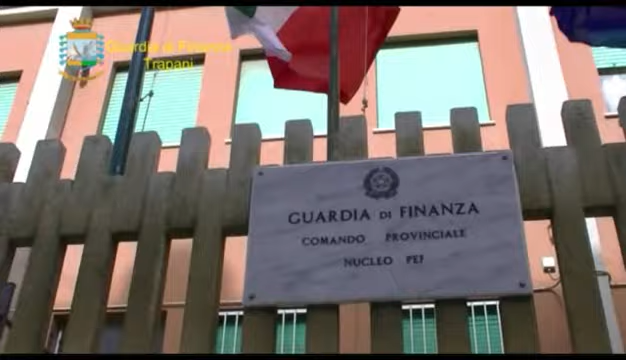 Guardia di Finanza
Trapani
GUARDIA DI FINANZA
COMANDO PROVINCIALE
NUCLEO PEF